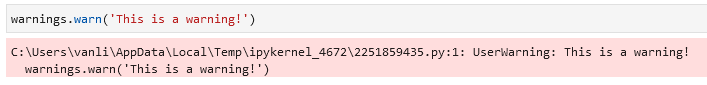 warnings.warn('This is a warning!')
C:\Users\vanli\AppData\Local\Temp\ipykernel_4672\2251859435.py:1: UserWarning: This is a warning!
  warnings.warn('This is a warning!')